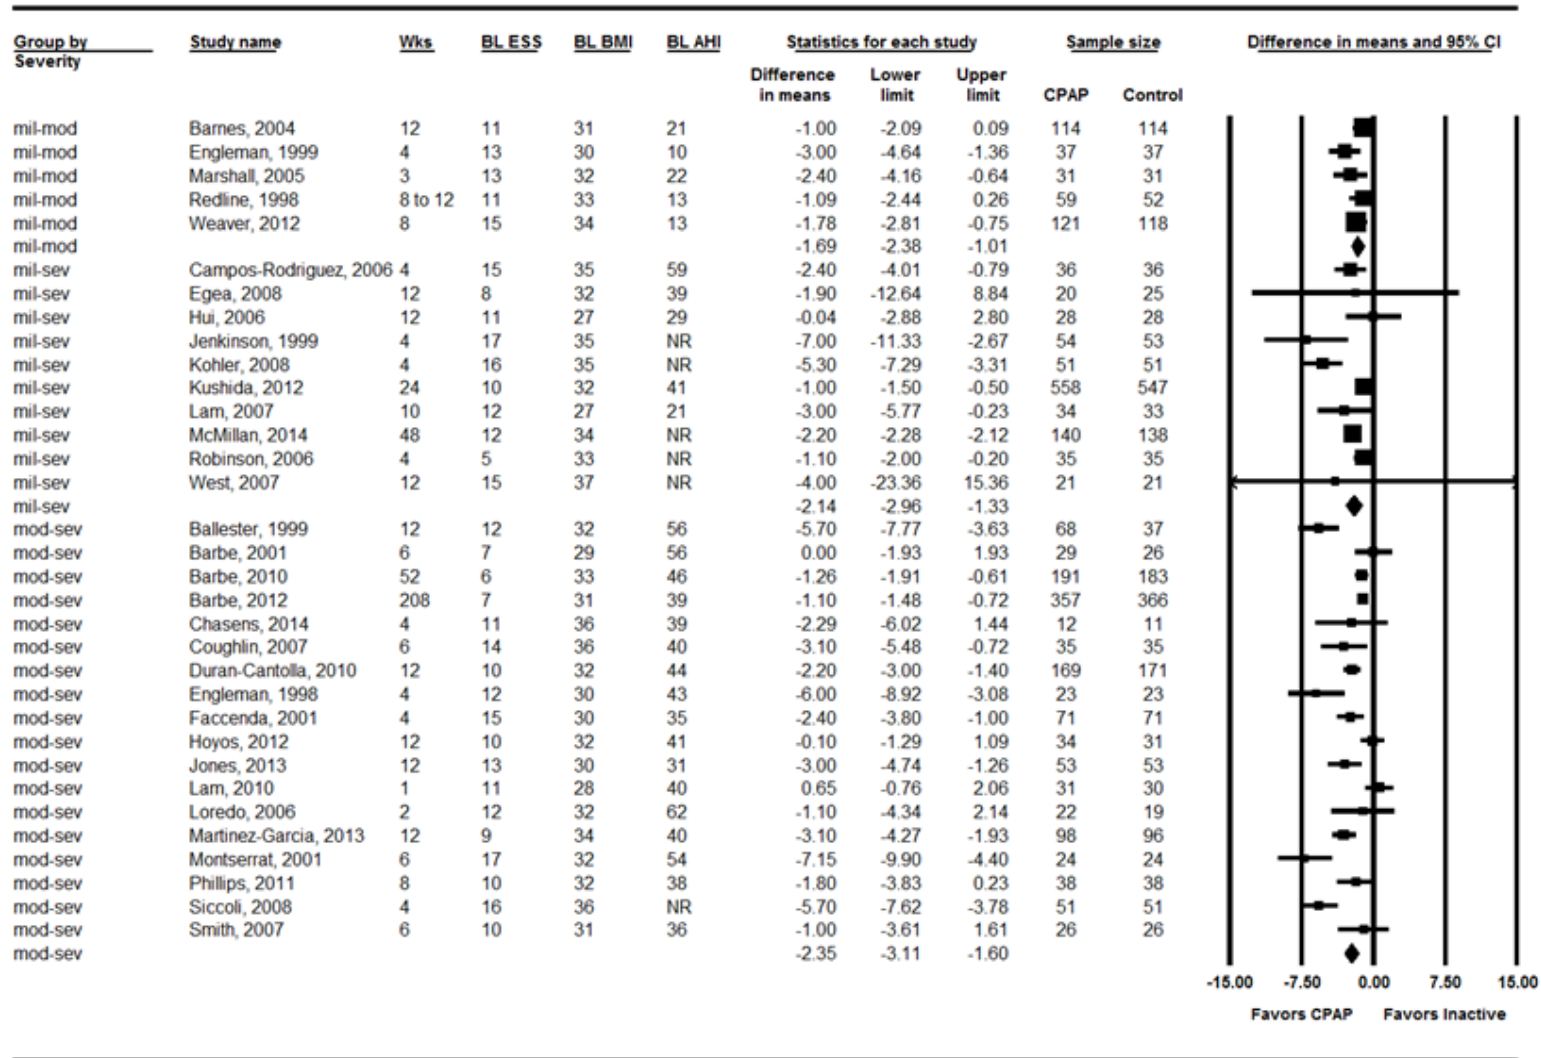 Group by Study name Wks BL ESS BL BMI BL AHI Statistics for each study Sample size Difference in means and 95% CI
Severity
Difference Lower Upper
in means limit limit CPAP Control
mil-mod Barnes, 2004 12 11 31 21 -1.00 -2.09 0.09 114 114
mil-mod Engleman, 1999 4 13 30 10 -3.00 -4.64 -1.36 37 37
mil-mod Marshall, 2005 3 13 32 22 -2.40 -4.16 -0.64 31 31
mil-mod Redline, 1998 8 to 12 11 33 13 -1.09 -2.44 0.26 59 52
mil-mod Weaver, 2012 8 15 34 13 -1.78 -2.81 -0.75 121 118
mil-mod -1.69 -2.38 -1.01
mil-sev Campos-Rodriguez, 2006 4 15 35 59 -2.40 -4.01 -0.79 36 36
mil-sev Egea, 2008 12 8 32 39 -1.90 -12.64 8.84 20 25
mil-sev Hui, 2006 12 11 27 29 -0.04 -2.88 2.80 28 28
mil-sev Jenkinson, 1999 4 17 35 NR -7.00 -11.33 -2.67 54 53
mil-sev Kohler, 2008 4 16 35 NR -5.30 -7.29 -3.31 51 51
mil-sev Kushida, 2012 24 10 32 41 -1.00 -1.50 -0.50 558 547
mil-sev Lam, 2007 10 12 27 21 -3.00 -5.77 -0.23 34 33
mil-sev McMillan, 2014 48 12 34 NR -2.20 -2.28 -2.12 140 138
mil-sev Robinson, 2006 4 5 33 NR -1.10 -2.00 -0.20 35 35
mil-sev West, 2007 12 15 37 NR -4.00 -23.36 15.36 21 21
mil-sev -2.14 -2.96 -1.33
mod-sev Ballester, 1999 12 12 32 56 -5.70 -7.77 -3.63 68 37
mod-sev Barbe, 2001 6 7 29 56 0.00 -1.93 1.93 29 26
mod-sev Barbe, 2010 52 6 33 46 -1.26 -1.91 -0.61 191 183
mod-sev Barbe, 2012 208 7 31 39 -1.10 -1.48 -0.72 357 366
mod-sev Chasens, 2014 4 11 36 39 -2.29 -6.02 1.44 12 11
mod-sev Coughlin, 2007 6 14 36 40 -3.10 -5.48 -0.72 35 35
mod-sev Duran-Cantolla, 2010 12 10 32 44 -2.20 -3.00 -1.40 169 171
mod-sev Engleman, 1998 4 12 30 43 -6.00 -8.92 -3.08 23 23
mod-sev Faccenda, 2001 4 15 30 35 -2.40 -3.80 -1.00 71 71
mod-sev Hoyos, 2012 12 10 32 41 -0.10 -1.29 1.09 34 31
mod-sev Jones, 2013 12 13 30 31 -3.00 -4.74 -1.26 53 53
mod-sev Lam, 2010 1 11 28 40 0.65 -0.76 2.06 31 30
mod-sev Loredo, 2006 2 12 32 62 -1.10 -4.34 2.14 22 19
mod-sev Martinez-Garcia, 2013 12 9 34 40 -3.10 -4.27 -1.93 98 96
mod-sev Montserrat, 2001 6 17 32 54 -7.15 -9.90 -4.40 24 24
mod-sev Phillips, 2011 8 10 32 38 -1.80 -3.83 0.23 38 38
mod-sev Siccoli, 2008 4 16 36 NR -5.70 -7.62 -3.78 51 51
mod-sev Smith, 2007 6 10 31 36 -1.00 -3.61 1.61 26 26
mod-sev -2.35 -3.11 -1.60
-15.00 -7.50 0.00 7.50 15.00
Favors CPAP Favors Inactive